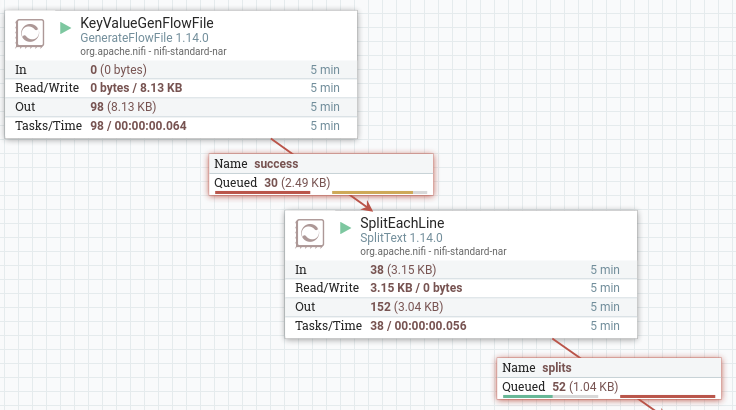 KeyValueGenFlowFile
GenerateFlowFile 1.14.0
org.apache.nifi - nifi-standard-nar
In 0 (0 bytes) 5 min
Read/Write 0 bytes / 8.13 KB 5 min
Out 98 (8.13 KB) 5 min
Tasks/Time 98 / 00:00:00.064 5 min
Name success
Queued 30 (2.49 KB)
SplitEachLine
SplitText 1.14.0
org.apache.nifi - nifi-standard-nar
In 38 (3.15 KB) 5 min
Read/Write 3.15 KB / 0 bytes 5 min
Out 152 (3.04 KB) 5 min
Tasks/Time 38 / 00:00:00.056 5 min
Name splits
Queued 52 (1.04 KB)